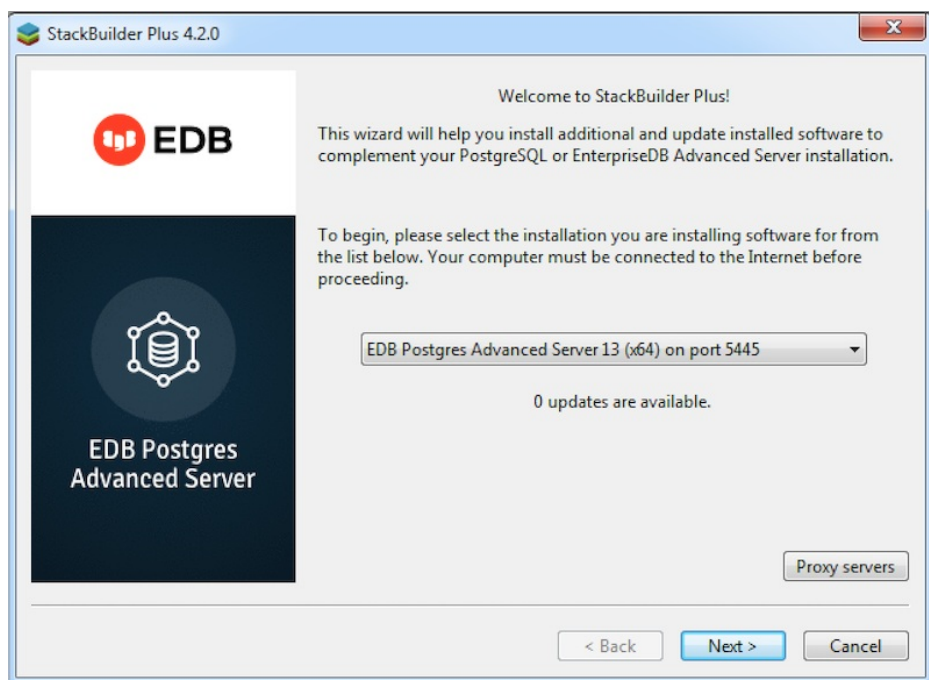 StackBuilder Plus 4.2.0
EDB
Welcome to StackBuilder Plus!
This wizard will help you install additional and update installed software to
complement your PostgreSQL or EnterpriseDB Advanced Server installation.
To begin, please select the installation you are installing software for from
the list below. Your computer must be connected to the Internet before
proceeding.
EDB Postgres Advanced Server 13 (x64) on port 5445
0 updates are available.
EDB Postgres
Advanced Server
Proxy servers
< Back
Next >
Cancel